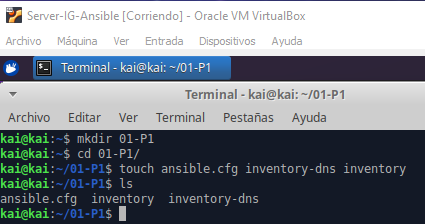 Server-IG-Ansible [Corriendo] - Oracle VM VirtualBox
Archivo Máquina Ver Entrada Dispositivos Ayuda
Terminal - kai@kai: ~/01-P1
Terminal - kai@kai: ~/01-P1
Archivo Editar Ver Terminal Pestañas Ayuda
kai@kai:~$ mkdir 01-P1
kai@kai:~$ cd 01-P1/
kai@kai:~/01-P1$ touch ansible.cfg inventory-dns inventory
kai@kai:~/01-P1$ ls
ansible.cfg inventory inventory-dns
kai@kai:~/01-P1$